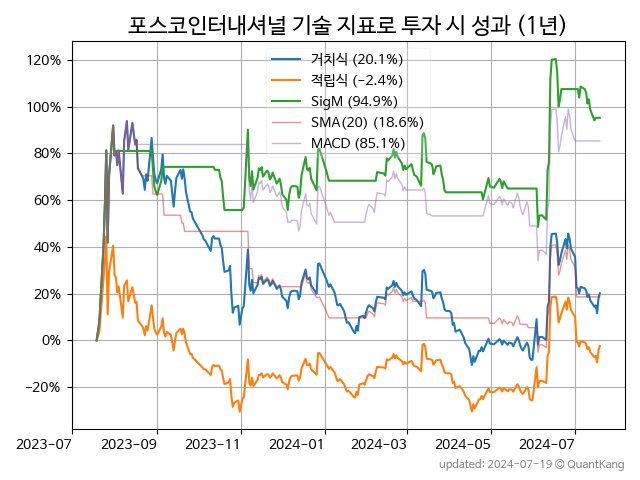 포스코인터내셔널 기술 지표로 투자 시 성과 (1년)
120%
100%
80%
60%
40%
20%
0%
−20%
거치식 (20.1%)
적립식 (-2.4%)
SigM (94.9%)
SMA(20) (18.6%)
MACD (85.1%)
2023-07 2023-09 2023-11 2024-01 2024-03 2024-05 2024-07
updated: 2024-07-19 © QuantKang